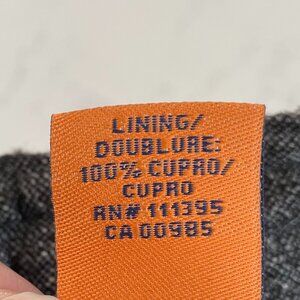 LINING/
DOUBLURE:
100% CUPRO/
CUPRO
RN# 111395
CA 00985